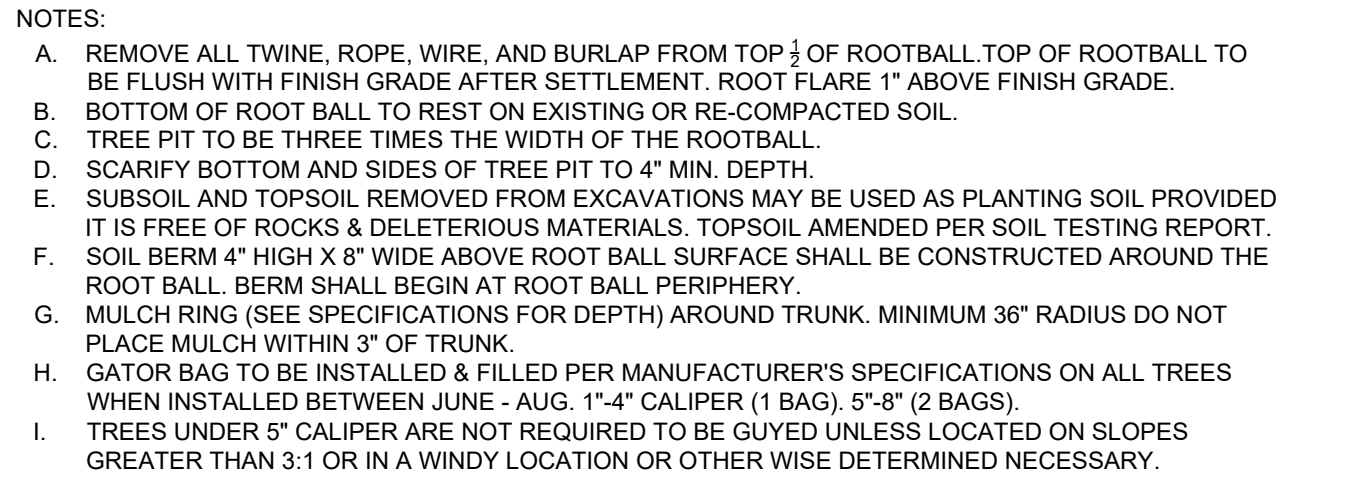 NOTES:
A. REMOVE ALL TWINE, ROPE, WIRE, AND BURLAP FROM TOP ½ OF ROOTBALL.TOP OF ROOTBALL TO
BE FLUSH WITH FINISH GRADE AFTER SETTLEMENT. ROOT FLARE 1" ABOVE FINISH GRADE.
B. BOTTOM OF ROOT BALL TO REST ON EXISTING OR RE-COMPACTED SOIL.
C. TREE PIT TO BE THREE TIMES THE WIDTH OF THE ROOTBALL.
D. SCARIFY BOTTOM AND SIDES OF TREE PIT TO 4" MIN. DEPTH.
E. SUBSOIL AND TOPSOIL REMOVED FROM EXCAVATIONS MAY BE USED AS PLANTING SOIL PROVIDED
IT IS FREE OF ROCKS & DELETERIOUS MATERIALS. TOPSOIL AMENDED PER SOIL TESTING REPORT.
F. SOIL BERM 4" HIGH X 8" WIDE ABOVE ROOT BALL SURFACE SHALL BE CONSTRUCTED AROUND THE
ROOT BALL. BERM SHALL BEGIN AT ROOT BALL PERIPHERY.
G. MULCH RING (SEE SPECIFICATIONS FOR DEPTH) AROUND TRUNK. MINIMUM 36" RADIUS DO NOT
PLACE MULCH WITHIN 3" OF TRUNK.
H. GATOR BAG TO BE INSTALLED & FILLED PER MANUFACTURER'S SPECIFICATIONS ON ALL TREES
WHEN INSTALLED BETWEEN JUNE - AUG. 1"-4" CALIPER (1 BAG). 5"-8" (2 BAGS).
I. TREES UNDER 5" CALIPER ARE NOT REQUIRED TO BE GUYED UNLESS LOCATED ON SLOPES
GREATER THAN 3:1 OR IN A WINDY LOCATION OR OTHER WISE DETERMINED NECESSARY.